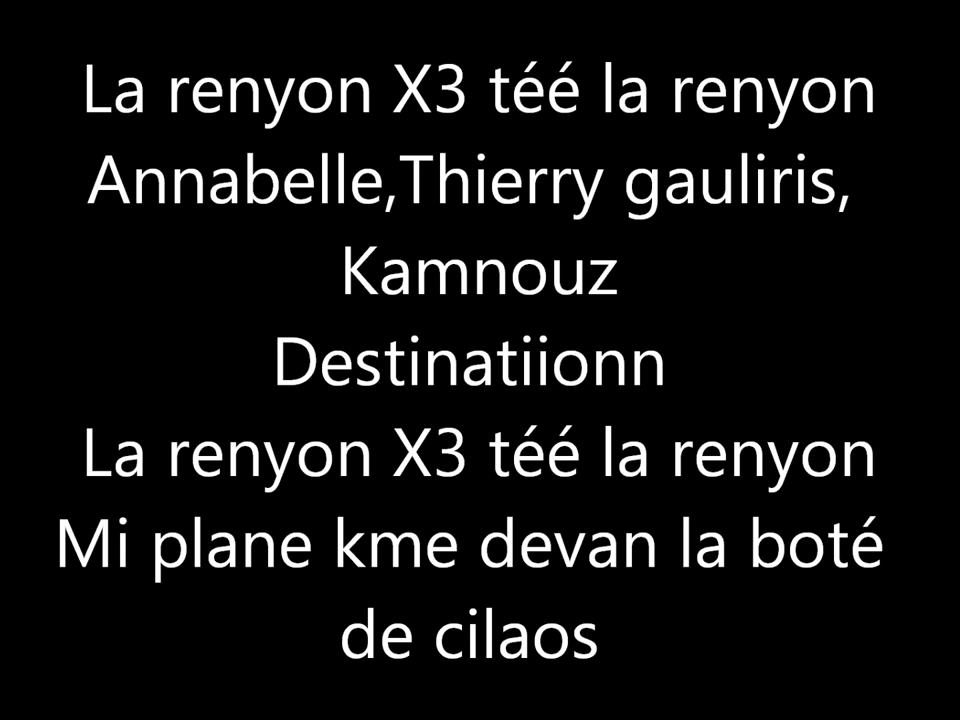 La renyon X3 téé la renyon
Annabelle,Thierry gauliris,
Kamnouz
Destinatiionn
La renyon X3 téé la renyon
Mi plane kme devan la boté
de cilaos